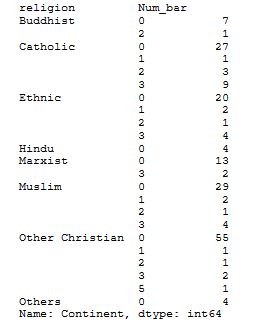 religion         Num_bar
Buddhist         0           7
                 2           1
Catholic         0          27
                 1           1
                 2           3
                 3           9
Ethnic           0          20
                 1           2
                 2           1
                 3           4
Hindu            0           4
Marxist          0          13
                 3           2
Muslim           0          29
                 1           2
                 2           1
                 3           4
Other Christian  0          55
                 1           1
                 2           1
                 3           2
                 5           1
Others           0           4
Name: Continent, dtype: int64